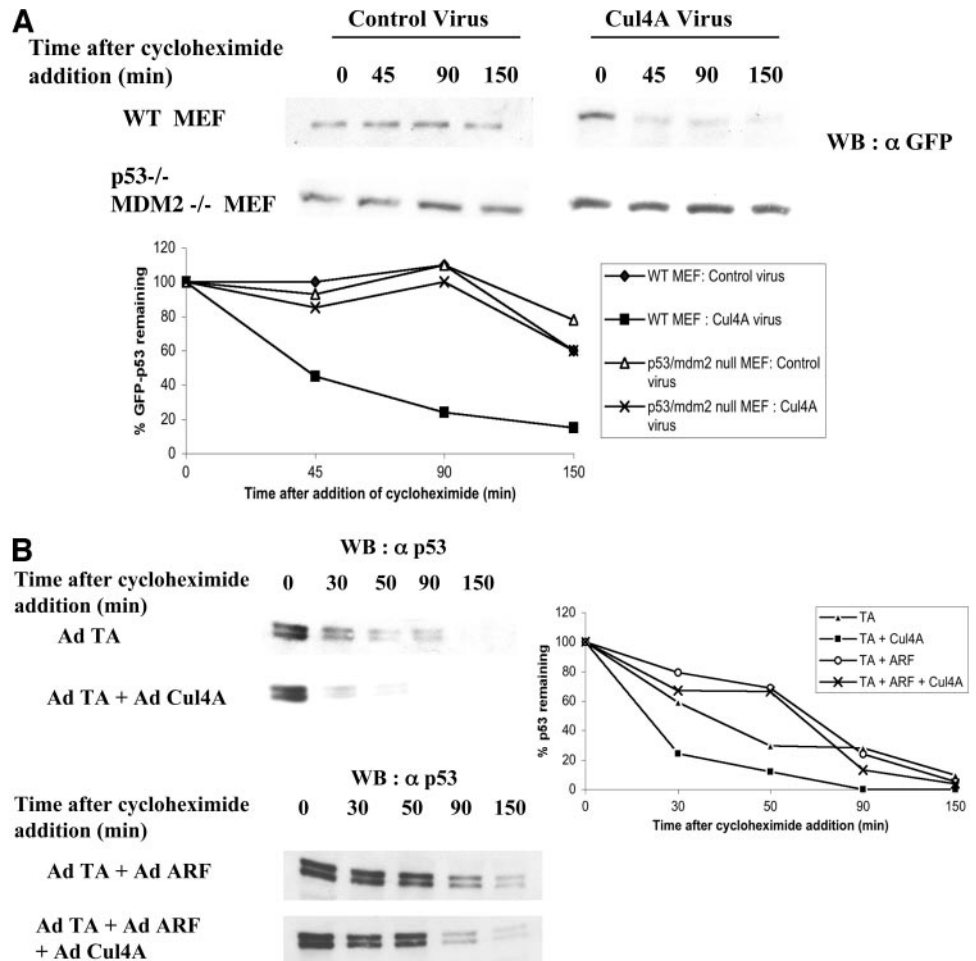 A
Control Virus
Cul4A Virus
Time after cycloheximide
addition (min)
0 45 90 150
0 45 90 150
WT MEF
WB : α GFP
p53-/-
MDM2 -/- MEF
120
100
80
60
40
20
0
% GFP-p53 remaining
0 45 90 150
Time after addition of cycloheximide (min)
WT MEF: Control virus
WT MEF : Cul4A virus
p53/mdm2 null MEF: Control
virus
p53/mdm2 null MEF : Cul4A
virus
B
WB : α p53
Time after cycloheximide
addition (min)
0 30 50 90 150
Ad TA
Ad TA + Ad Cul4A
120
100
80
60
40
20
0
% p53 remaining
0 30 50 90 150
Time after cycloheximide addition (min)
TA
TA + Cul4A
TA + ARF
TA + ARF + Cul4A
WB : α p53
Time after cycloheximide
addition (min)
0 30 50 90 150
Ad TA + Ad ARF
Ad TA + Ad ARF
+ Ad Cul4A